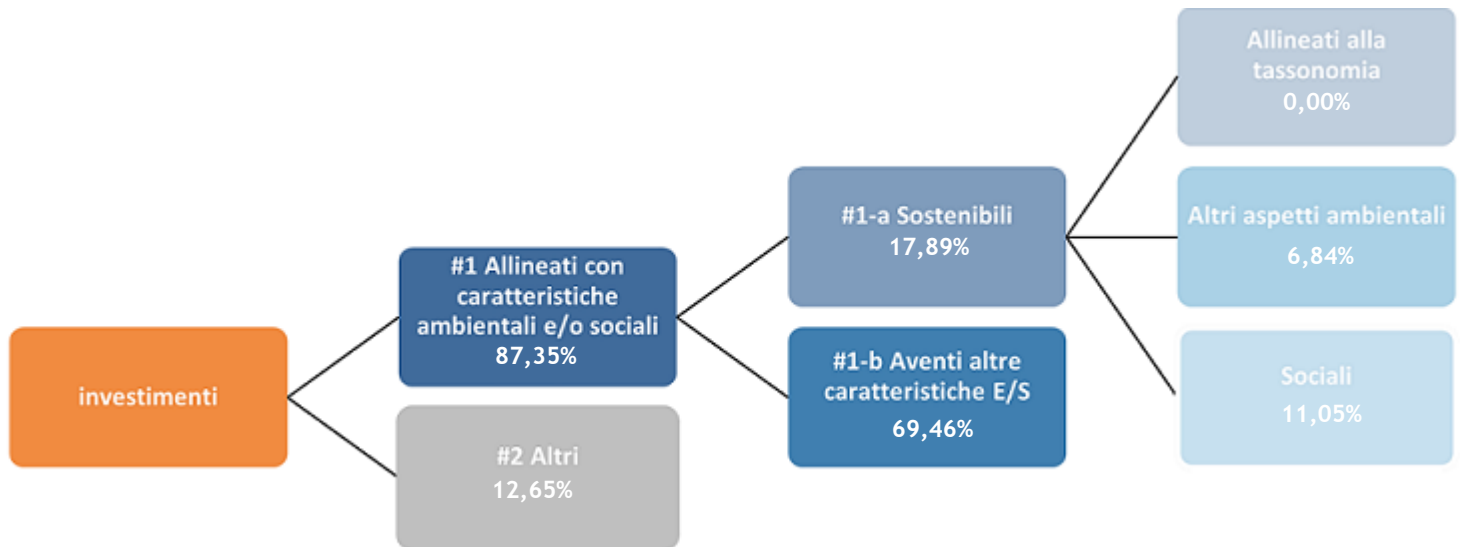 investimenti
#1 Allineati con
caratteristiche
ambientali e/o sociali
87,35%
#2 Altri
12,65%
#1-a Sostenibili
17,89%
#1-b Aventi altre
caratteristiche E/S
69,46%
Allineati alla
tassonomia
0,00%
Altri aspetti ambientali
6,84%
Sociali
11,05%